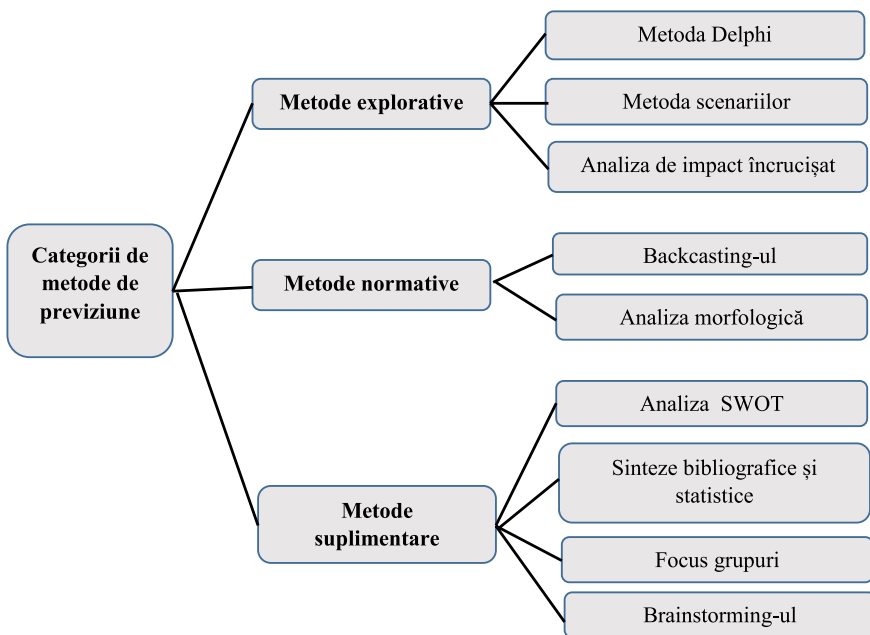 Categorii de
metode de
previziune
Metode explorative
Metoda Delphi
Metoda scenariilor
Analiza de impact încrucișat
Metode normative
Backcasting-ul
Analiza morfologică
Metode
suplimentare
Analiza SWOT
Sinteze bibliografice și
statistice
Focus grupuri
Brainstorming-ul